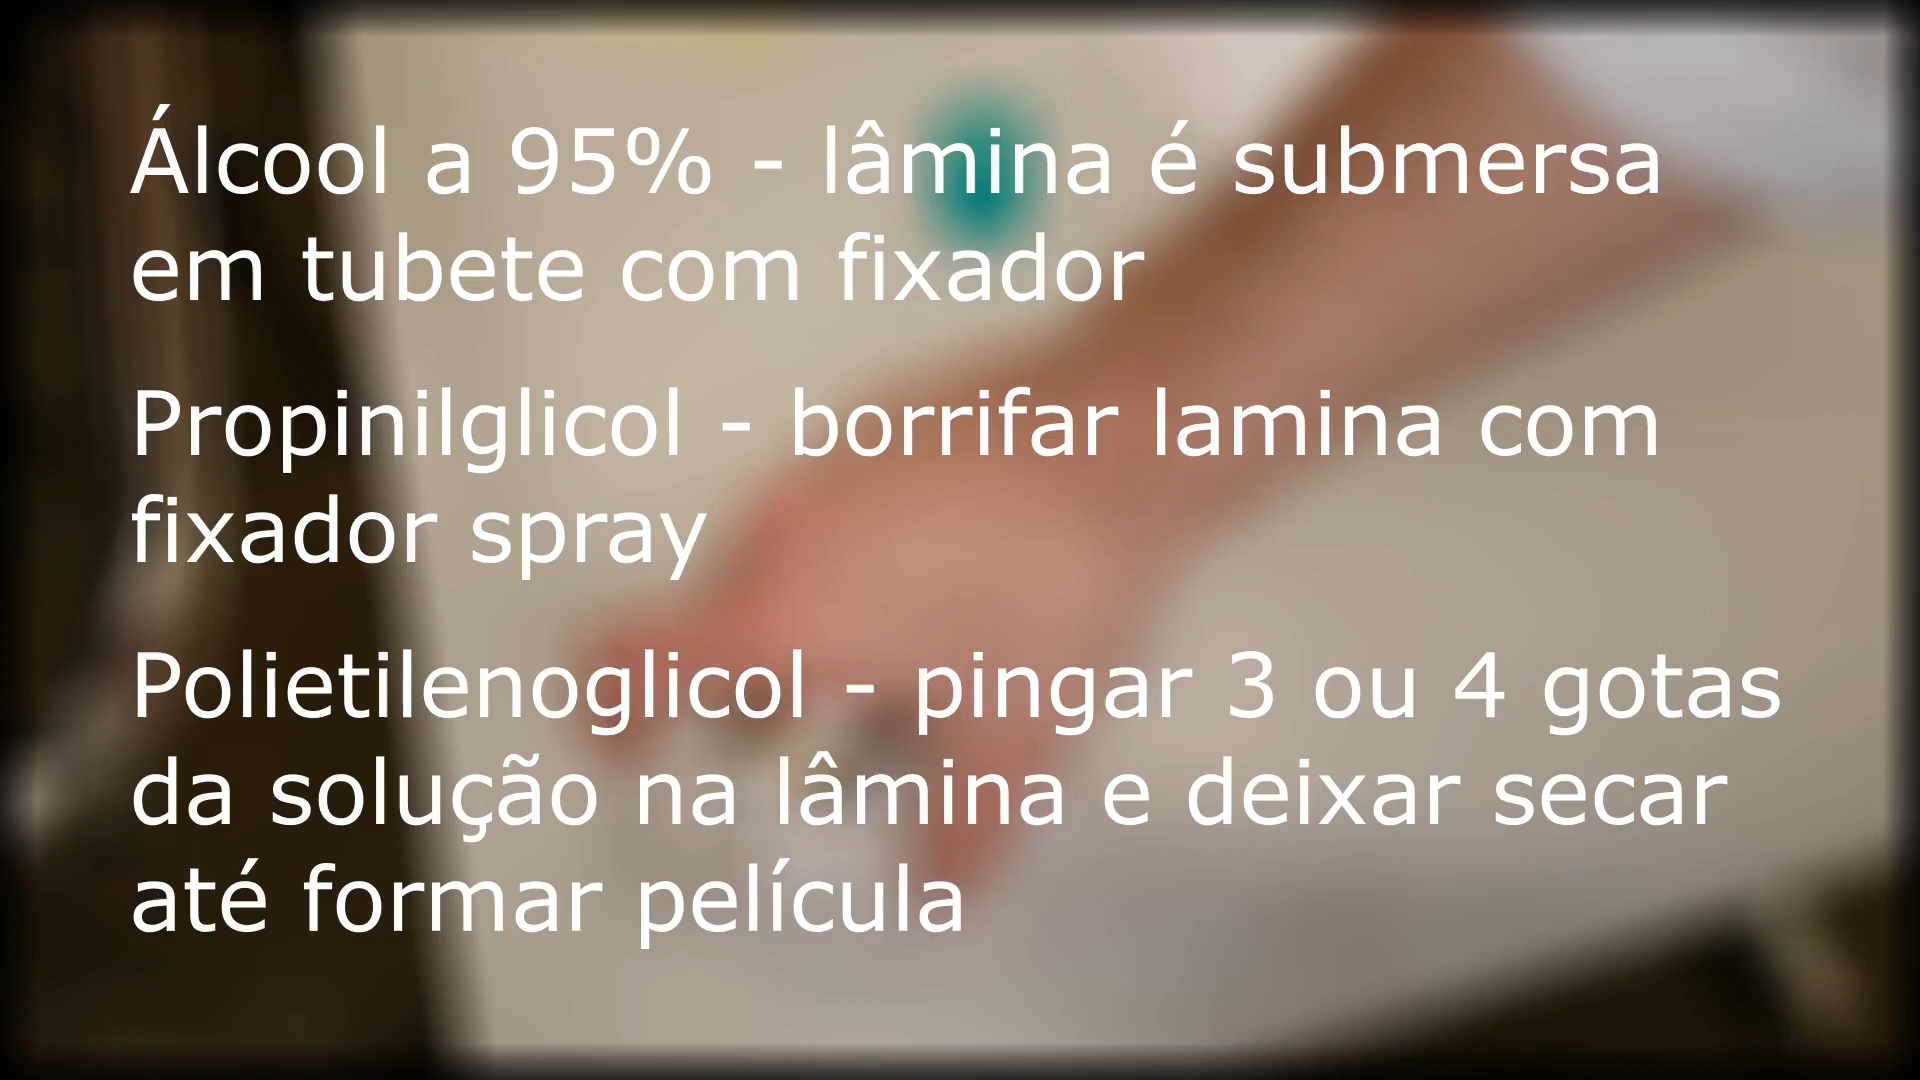 Álcool a 95% - lâmina é submersa
em tubete com fixador
Propinilglicol - borrifar lamina com
fixador spray
Polietilenoglicol - pingar 3 ou 4 gotas
da solução na lâmina e deixar secar
até formar película